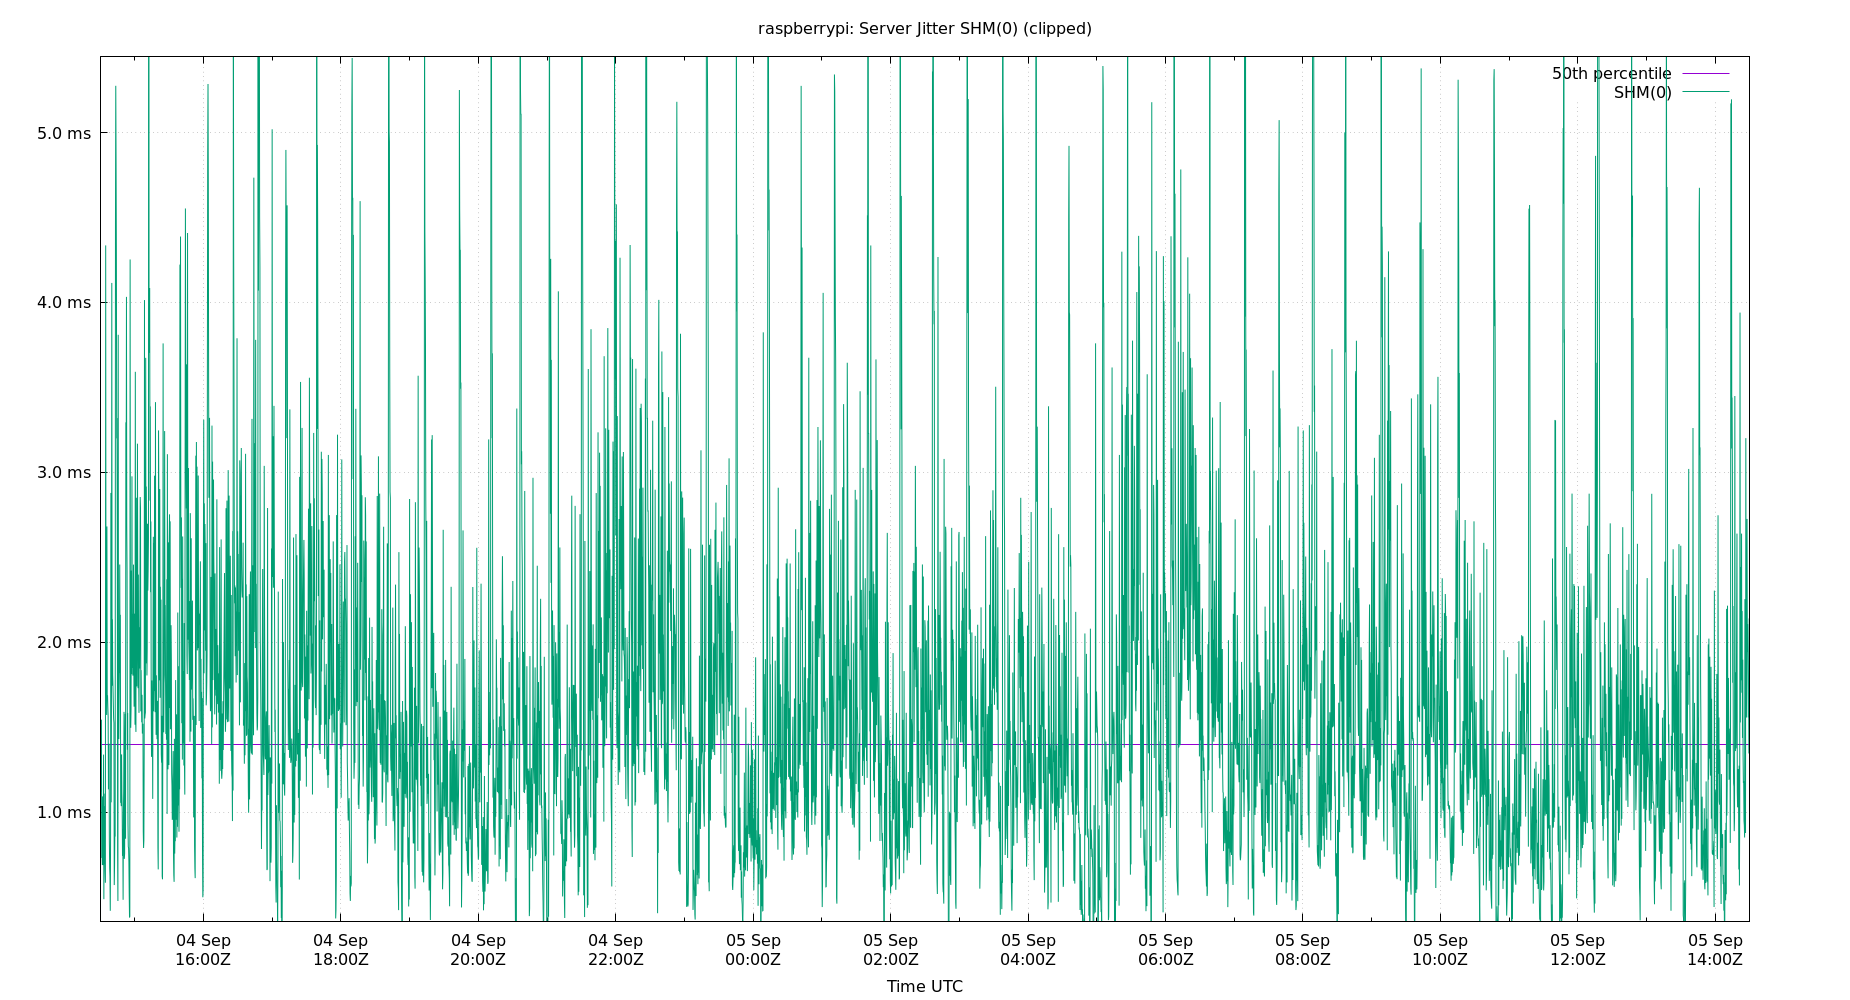 raspberrypi: Server Jitter SHM(0) (clipped)
50th percentile
SHM(0)
5.0 ms
4.0 ms
3.0 ms
2.0 ms
1.0 ms
04 Sep 04 Sep 04 Sep 04 Sep 05 Sep 05 Sep 05 Sep 05 Sep 05 Sep 05 Sep 05 Sep 05 Sep
16:00Z 18:00Z 20:00Z 22:00Z 00:00Z 02:00Z 04:00Z 06:00Z 08:00Z 10:00Z 12:00Z 14:00Z
Time UTC